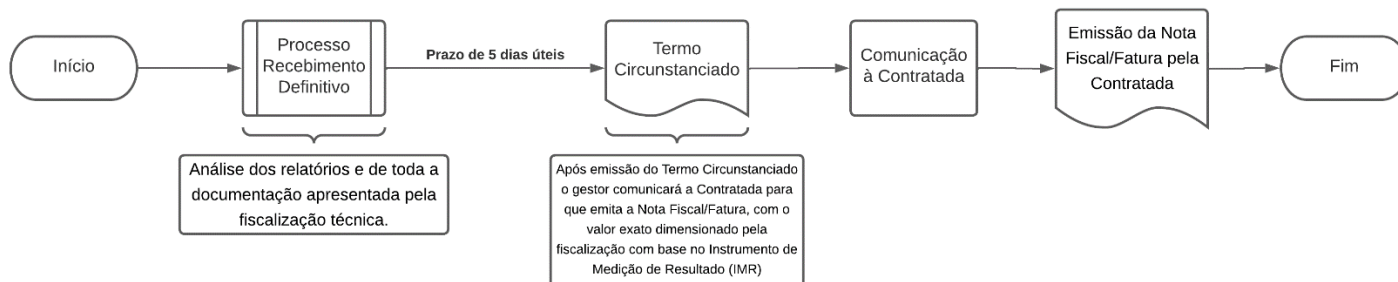 Início
Processo
Recebimento
Definitivo
Prazo de 5 dias úteis
Termo
Circunstanciado
Comunicação
à Contratada
Emissão da Nota
Fiscal/Fatura pela
Contratada
Fim
Análise dos relatórios e de toda a
documentação apresentada pela
fiscalização técnica.
Após emissão do Termo Circunstanciado
o gestor comunicará a Contratada para
que emita a Nota Fiscal/Fatura, com o
valor exato dimensionado pela
fiscalização com base no Instrumento de
Medição de Resultado (IMR)